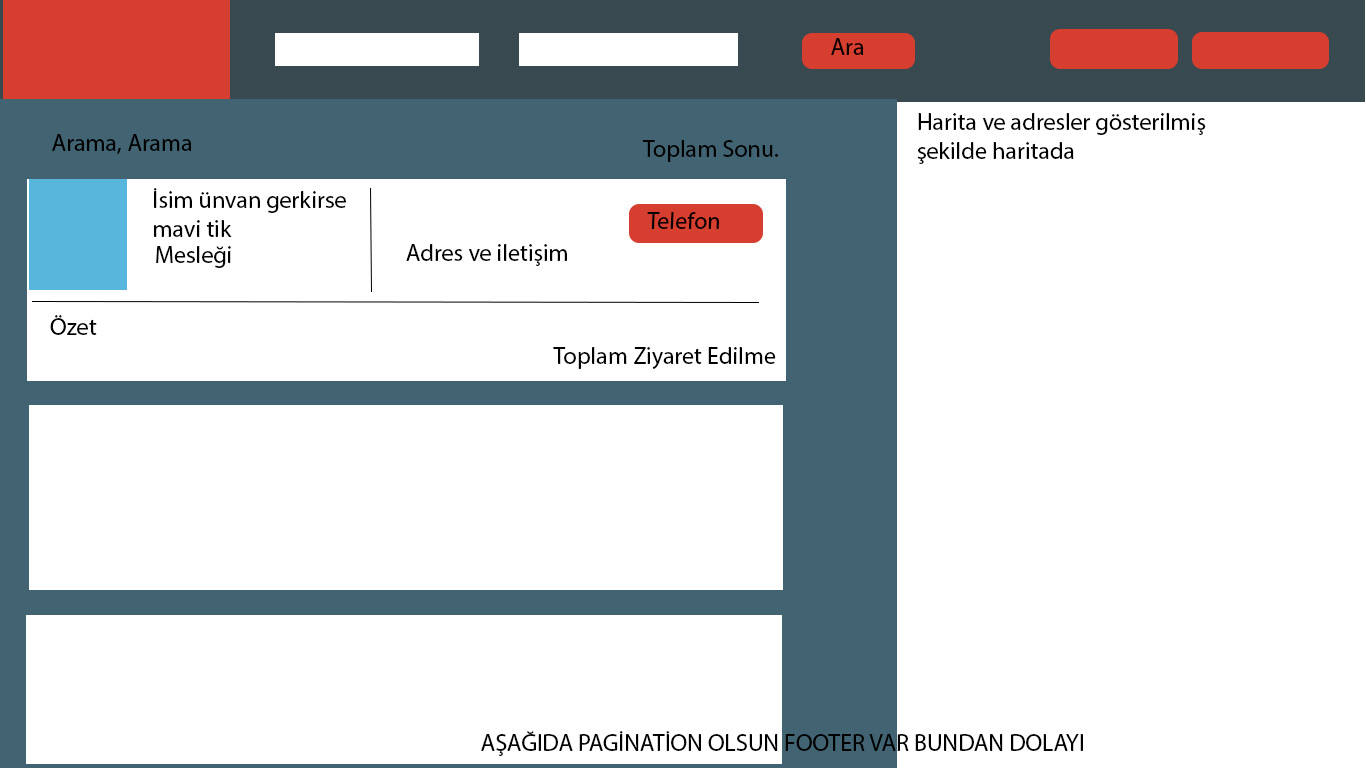 Ara
Harita ve adresler gösterilmiş
şekilde haritada
Arama, Arama
Toplam Sonu.
İsim ünvan gerkirse
mavi tik
Mesleği
Adres ve iletişim
Telefon
Özet
Toplam Ziyaret Edilme
AŞAĞIDA PAGİNATİON OLSUN FOOTER VAR BUNDAN DOLAYI